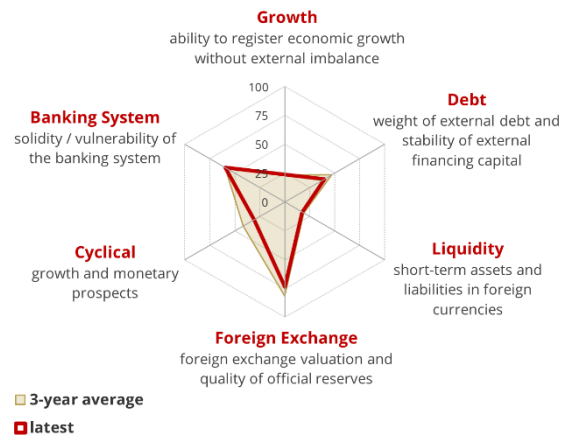 Growth
ability to register economic growth
without external imbalance
100
75
50
25
0
Debt
weight of external debt and
stability of external
financing capital
Banking System
solidity / vulnerability of
the banking system
Cyclical
growth and monetary
prospects
Liquidity
short-term assets and
liabilities in foreign
currencies
Foreign Exchange
foreign exchange valuation and
quality of official reserves
3-year average
latest